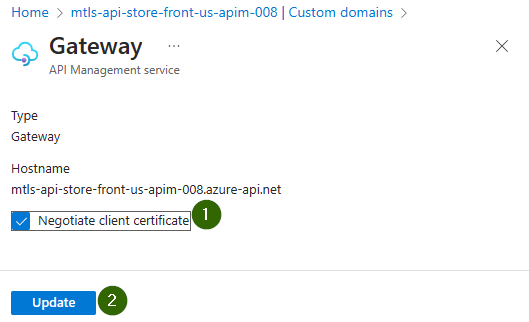 Home > mtls-api-store-front-us-apim-008 | Custom domains >
Gateway ...
API Management service
Type
Gateway
Hostname
mtls-api-store-front-us-apim-008.azure-api.net
Negotiate client certificate 1
Update 2